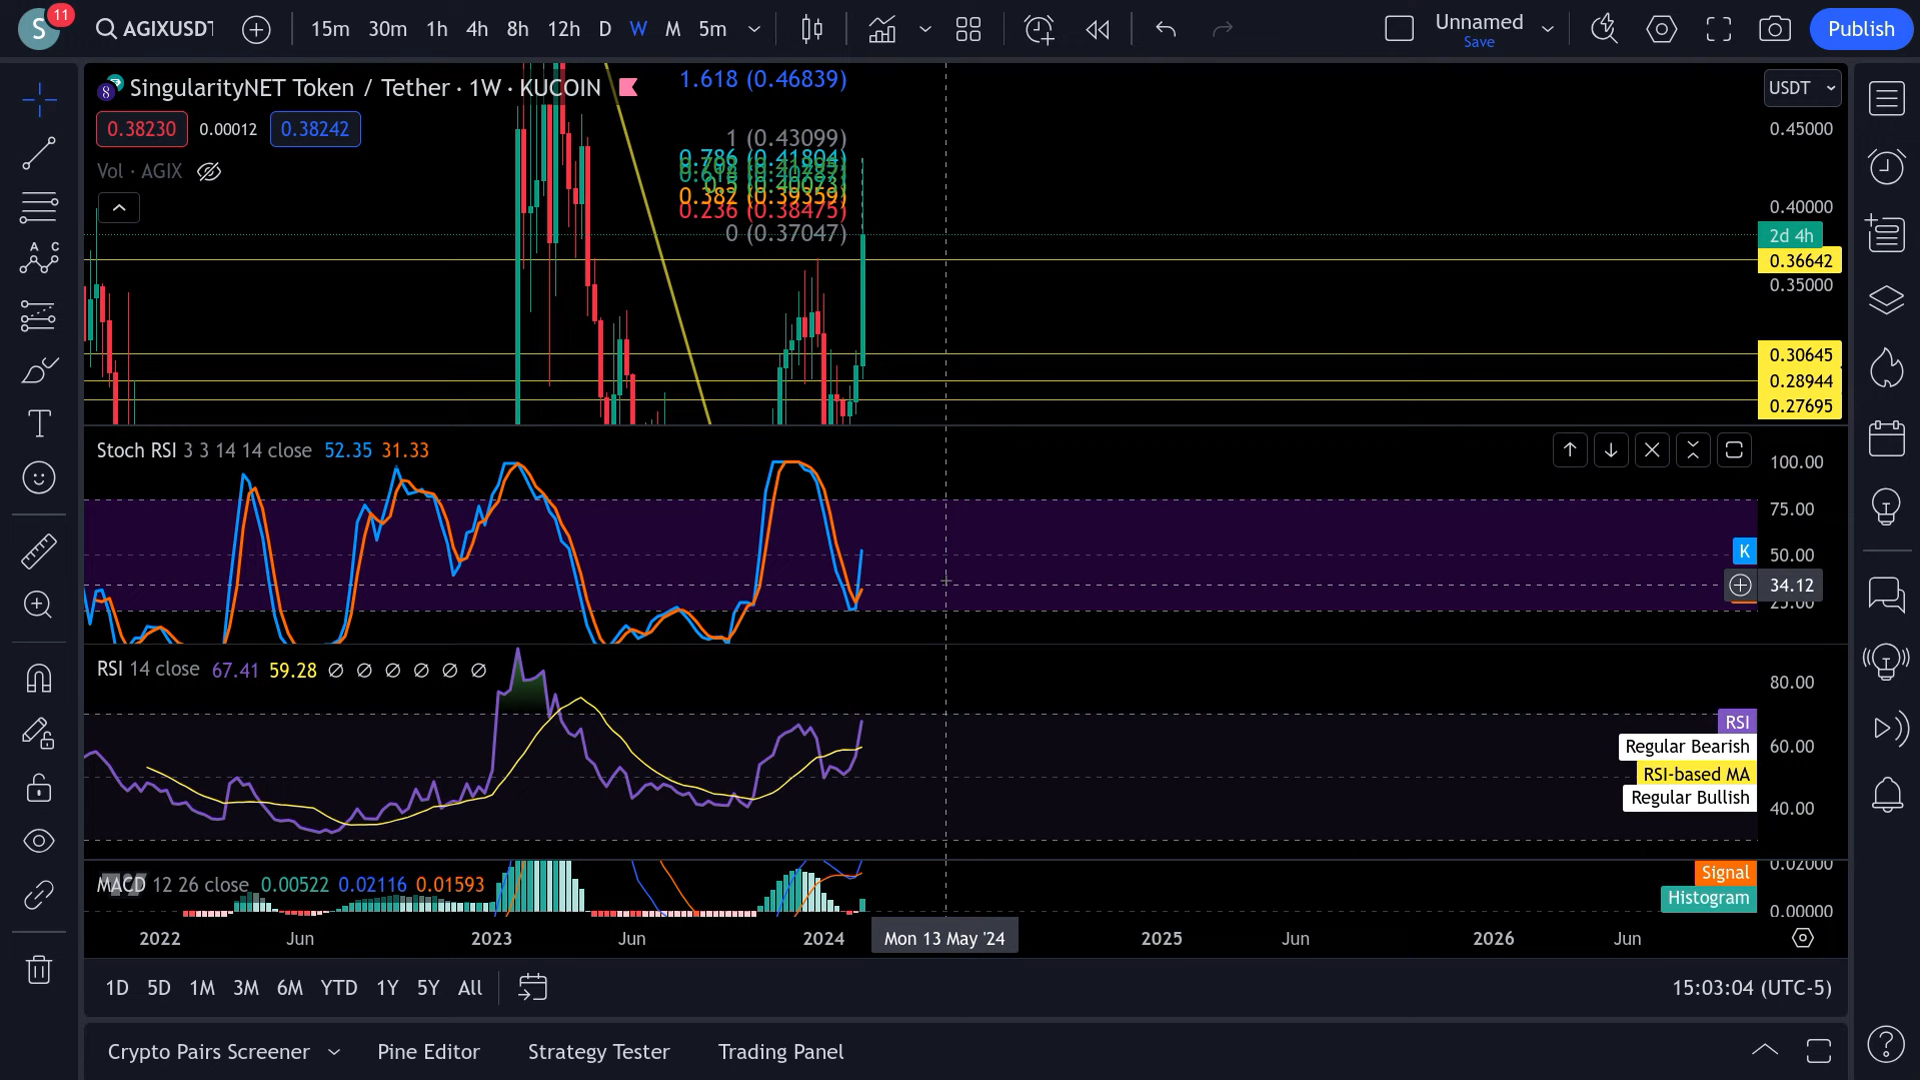 S 11 AGIXUSDT 15m 30m 1h 4h 8h 12h D W M 5m Unnamed Save Publish
SingularityNET Token / Tether · 1W · KUCOIN
0.38230 0.00012 0.38242
Vol · AGIX
1.618 (0.46839)
1 (0.43099)
0.786 (0.41804)
0.5 (0.40073)
0.382 (0.39359)
0.236 (0.38475)
0 (0.37047)
USDT
0.45000
0.40000
2d 4h
0.36642
0.35000
0.30645
0.28944
0.27695
Stoch RSI 3 3 14 14 close 52.35 31.33
100.00
75.00
K 50.00
34.12
25.00
RSI 14 close 67.41 59.28 ∅ ∅ ∅ ∅ ∅ ∅
80.00
RSI
Regular Bearish 60.00
RSI-based MA
Regular Bullish
40.00
MACD 12 26 close 0.00522 0.02116 0.01593
0.02000
Signal
Histogram
0.00000
2022 Jun 2023 Jun 2024 Mon 13 May '24 2025 Jun 2026 Jun
1D 5D 1M 3M 6M YTD 1Y 5Y All 15:03:04 (UTC-5)
Crypto Pairs Screener Pine Editor Strategy Tester Trading Panel